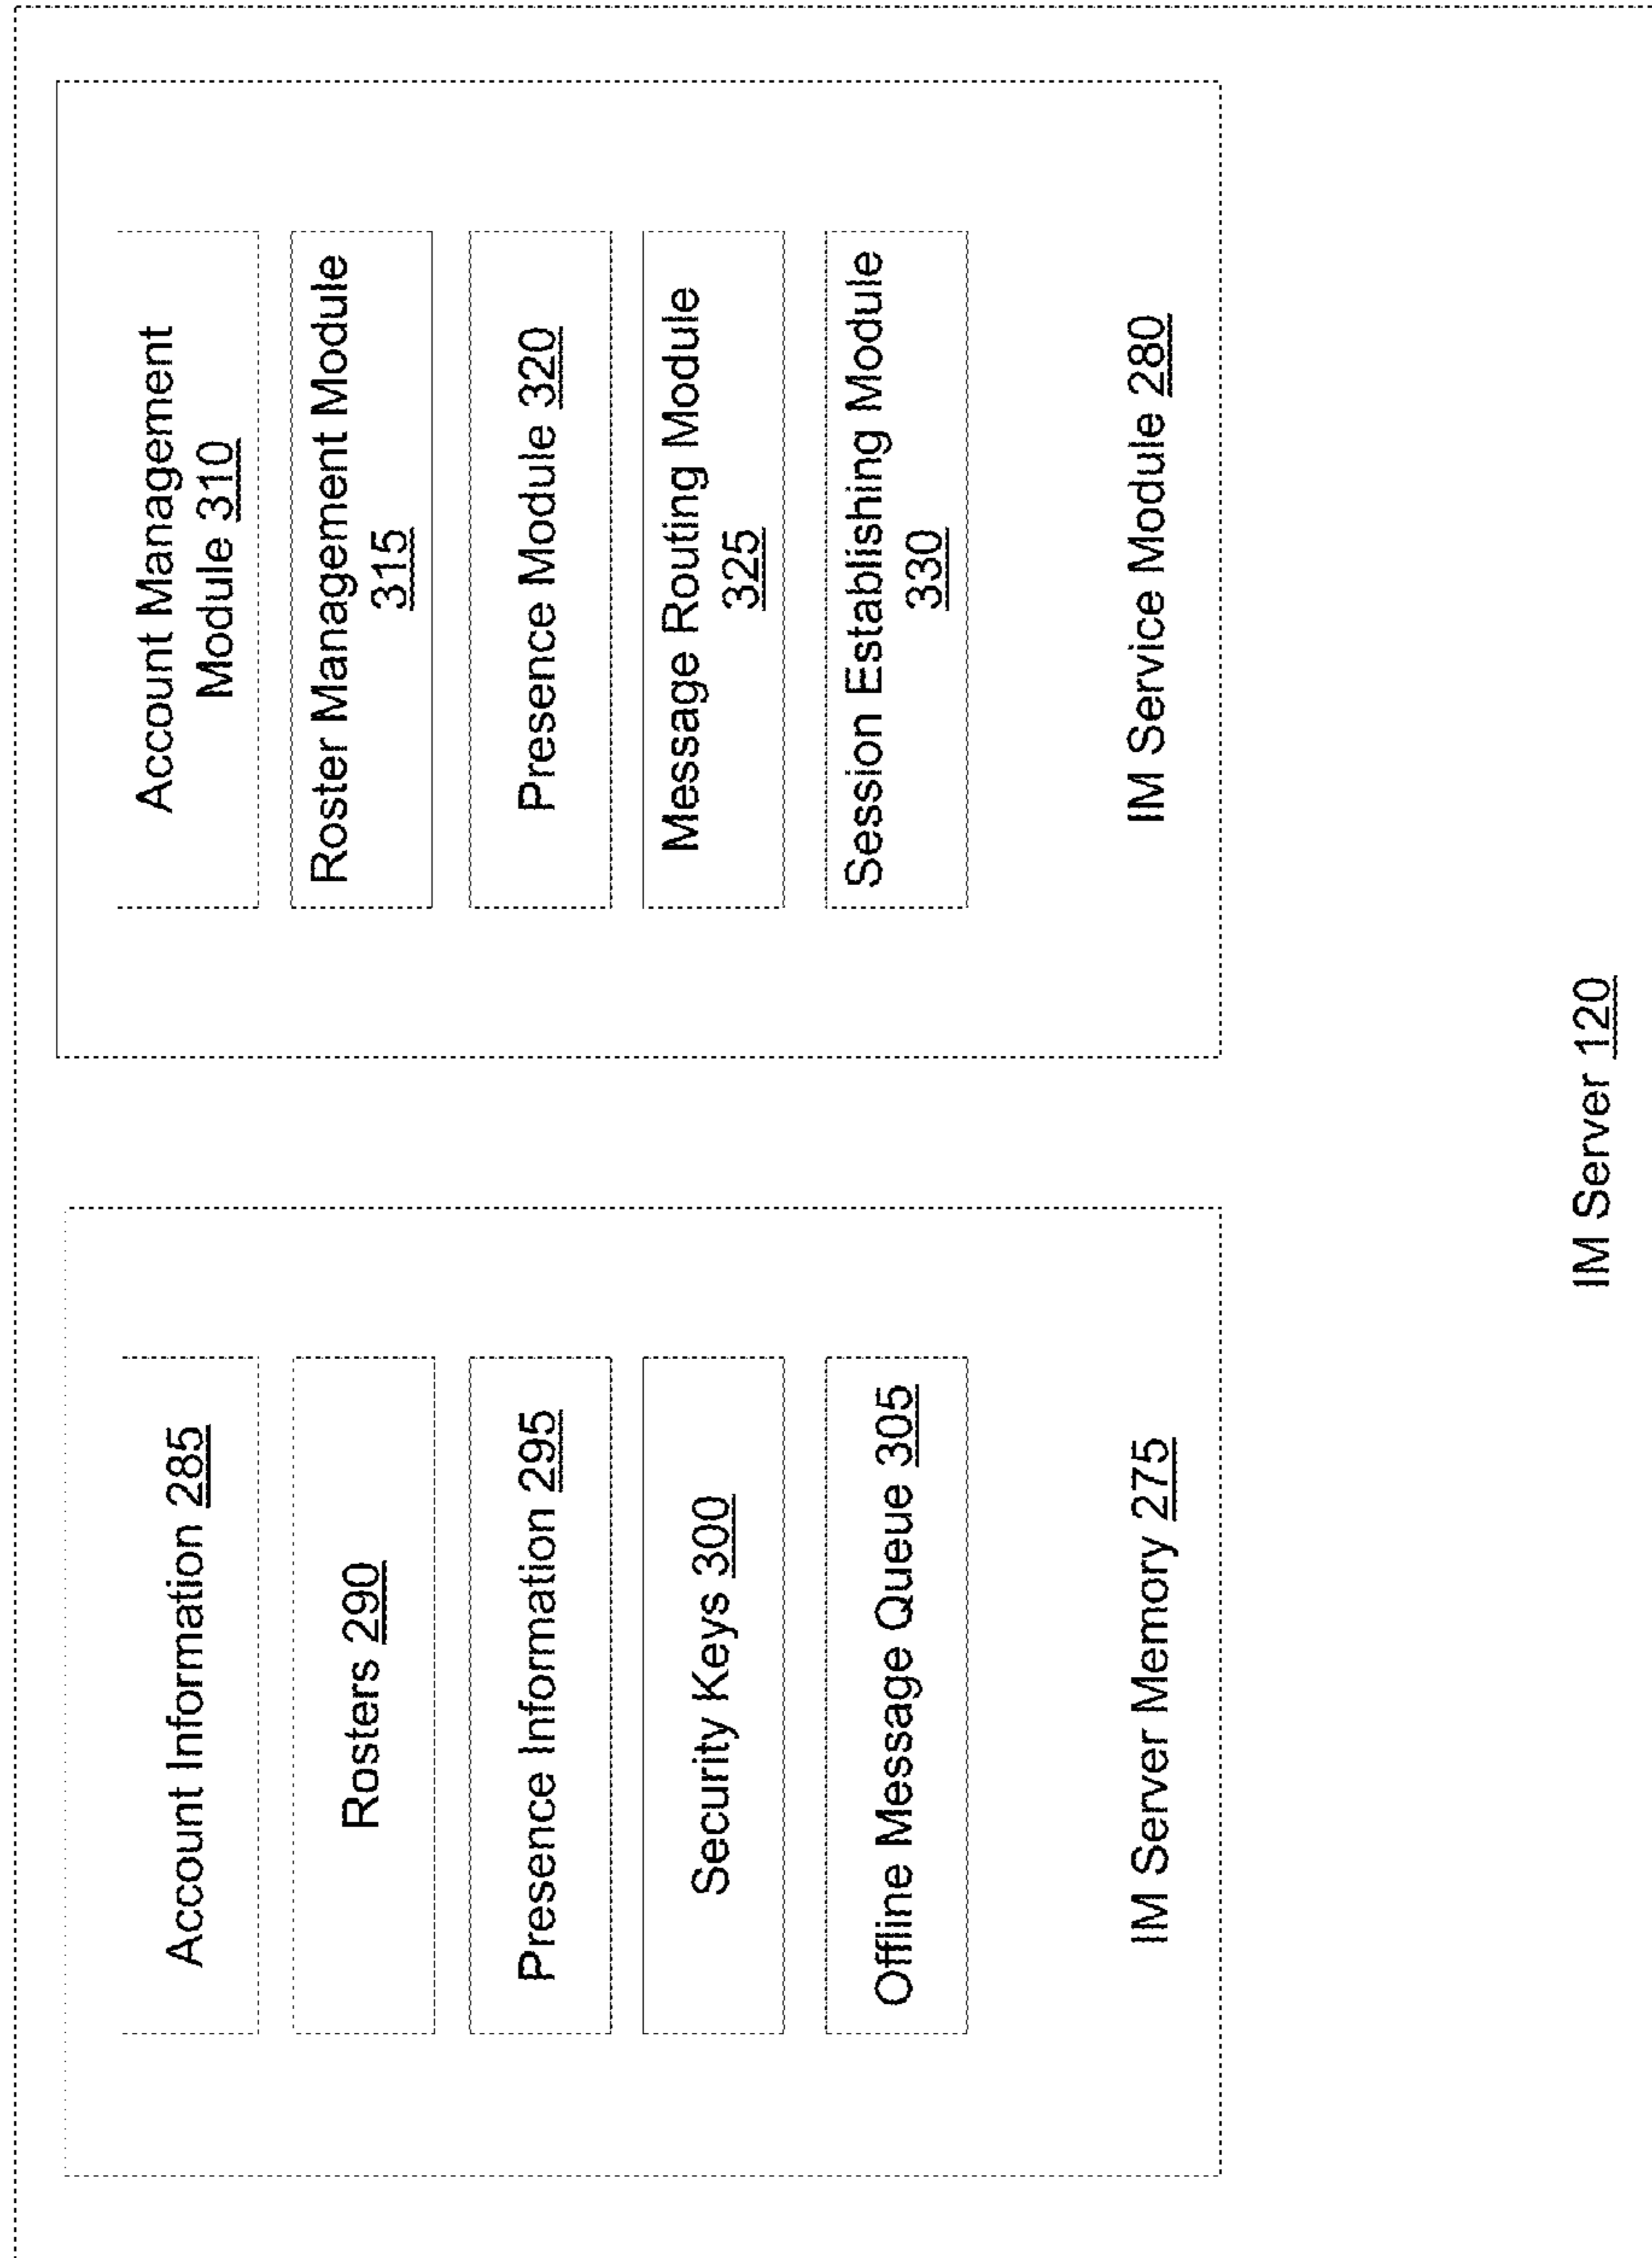 Account Information 285
Rosters 290
Presence Information 295
Security Keys 300
Offline Message Queue 305
IM Server Memory 275
Account Management
Module 310
Roster Management Module
315
Presence Module 320
Message Routing Module
325
Session Establishing Module
330
IM Service Module 280
IM Server 120